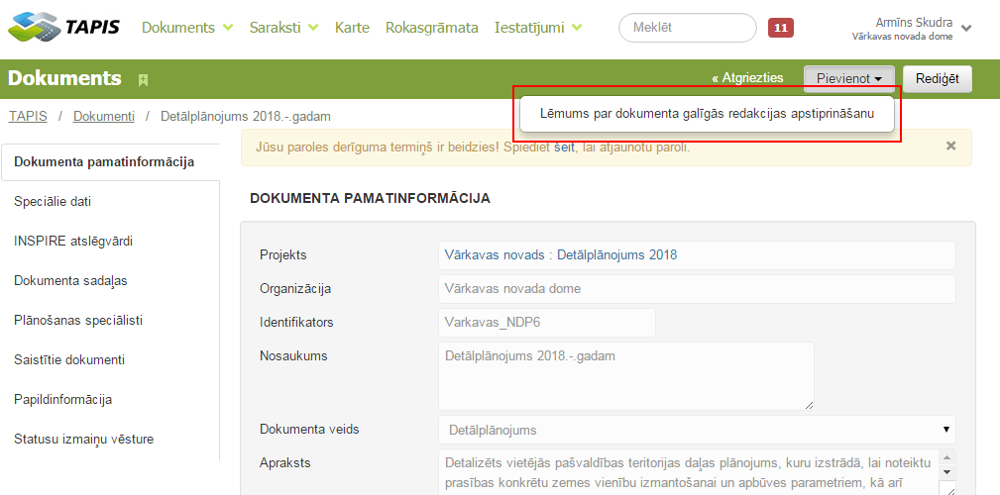 TAPIS
Dokuments Saraksti Karte Rokasgrāmata Iestatījumi
Meklēt
11
Armīns Skudra
Vārkavas novada dome
Dokuments
« Atgriezties
Pievienot
Rediģēt
Lēmums par dokumenta galīgās redakcijas apstiprināšanu
TAPIS / Dokumenti / Detālplānojums 2018.-.gadam
Jūsu paroles derīguma termiņš ir beidzies! Spiediet šeit, lai atjaunotu paroli.
×
Dokumenta pamatinformācija
Speciālie dati
INSPIRE atslēgvārdi
Dokumenta sadaļas
Plānošanas speciālisti
Saistītie dokumenti
Papildinformācija
Statusu izmaiņu vēsture
DOKUMENTA PAMATINFORMĀCIJA
Projekts Vārkavas novads : Detālplānojums 2018
Organizācija Vārkavas novada dome
Identifikators Varkavas_NDP6
Nosaukums Detālplānojums 2018.-.gadam
Dokumenta veids Detālplānojums
Apraksts Detalizēts vietējās pašvaldības teritorijas daļas plānojums, kuru izstrādā, lai noteiktu
prasības konkrētu zemes vienību izmantošanai un apbūves parametriem, kā arī